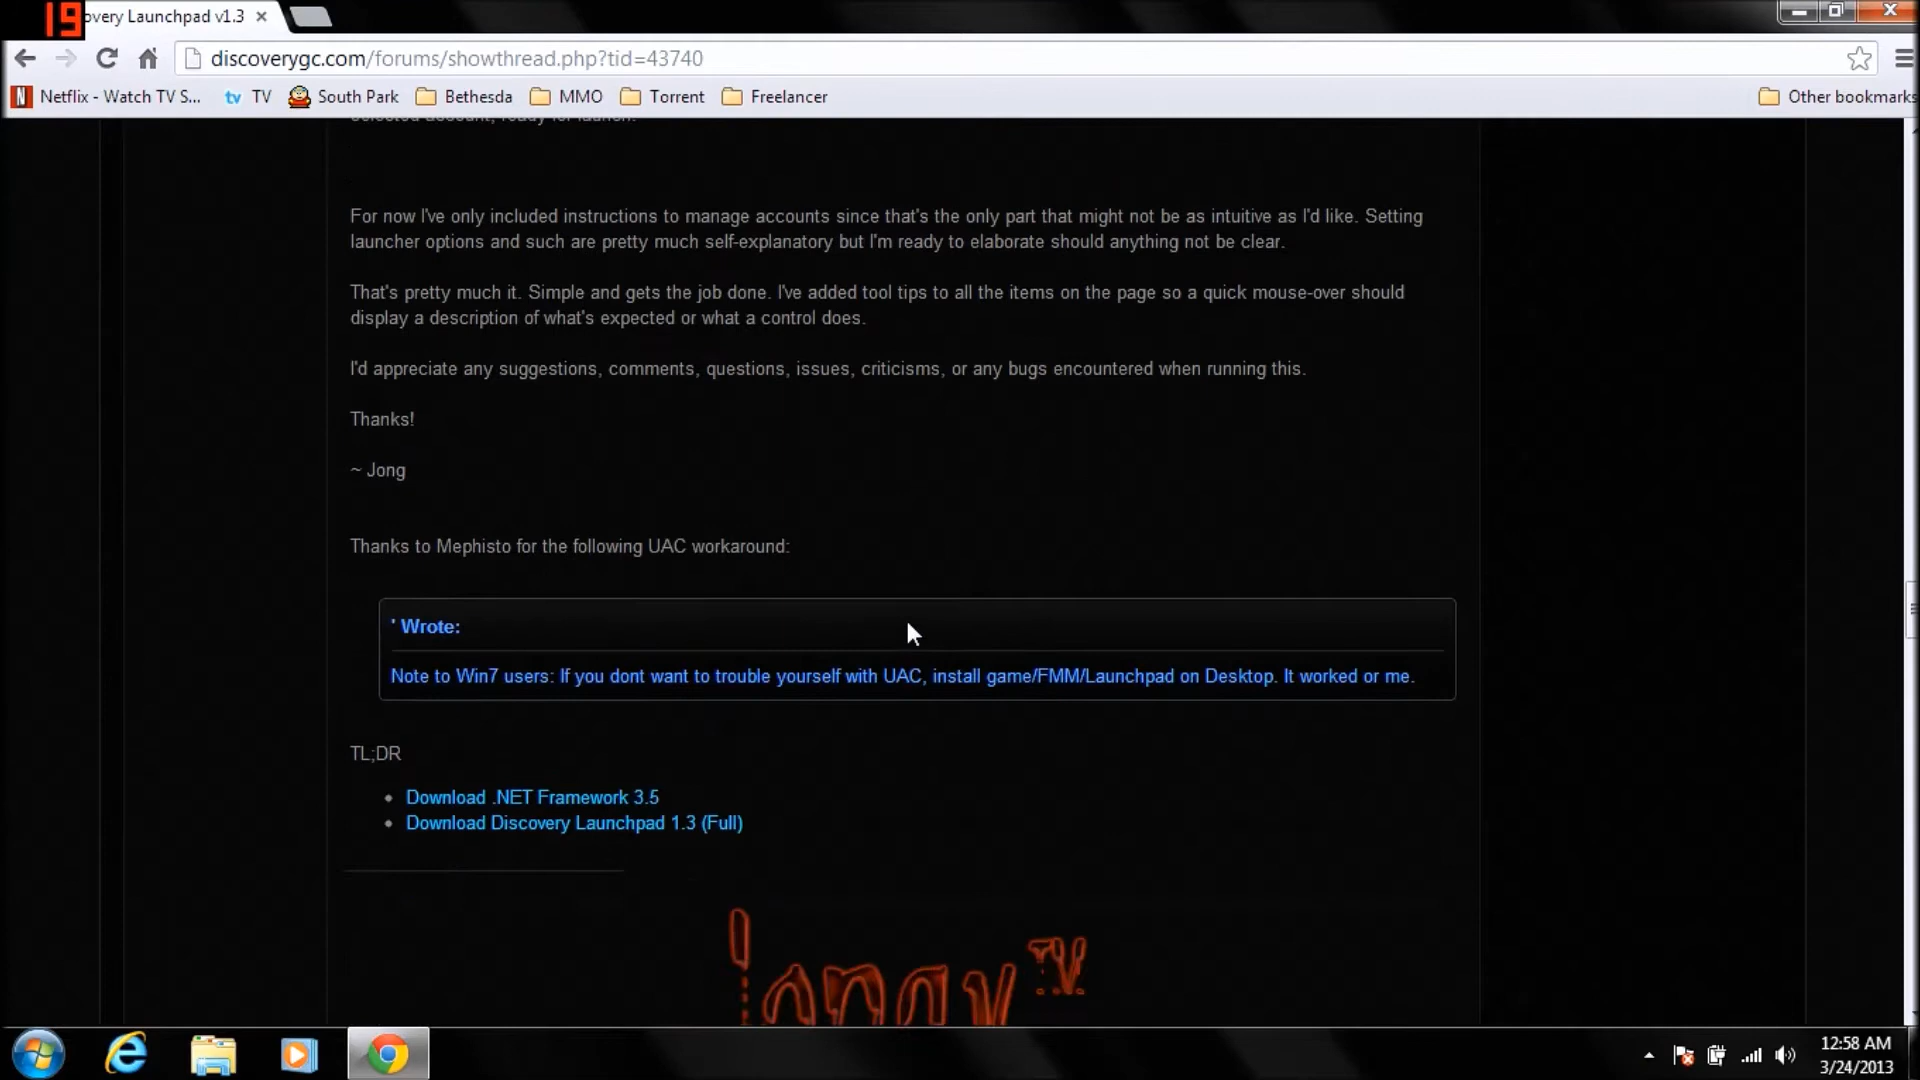 19
overy Launchpad v1.3
discoverygc.com/forums/showthread.php?tid=43740
Netflix - Watch TV S... tv TV South Park Bethesda MMO Torrent Freelancer Other bookmarks
selected account, ready for launch.
For now I've only included instructions to manage accounts since that's the only part that might not be as intuitive as I'd like. Setting
launcher options and such are pretty much self-explanatory but I'm ready to elaborate should anything not be clear.
That's pretty much it. Simple and gets the job done. I've added tool tips to all the items on the page so a quick mouse-over should
display a description of what's expected or what a control does.
I'd appreciate any suggestions, comments, questions, issues, criticisms, or any bugs encountered when running this.
Thanks!
~ Jong
Thanks to Mephisto for the following UAC workaround:
' Wrote:
Note to Win7 users: If you dont want to trouble yourself with UAC, install game/FMM/Launchpad on Desktop. It worked or me.
TL;DR
Download .NET Framework 3.5
Download Discovery Launchpad 1.3 (Full)
12:58 AM
3/24/2013